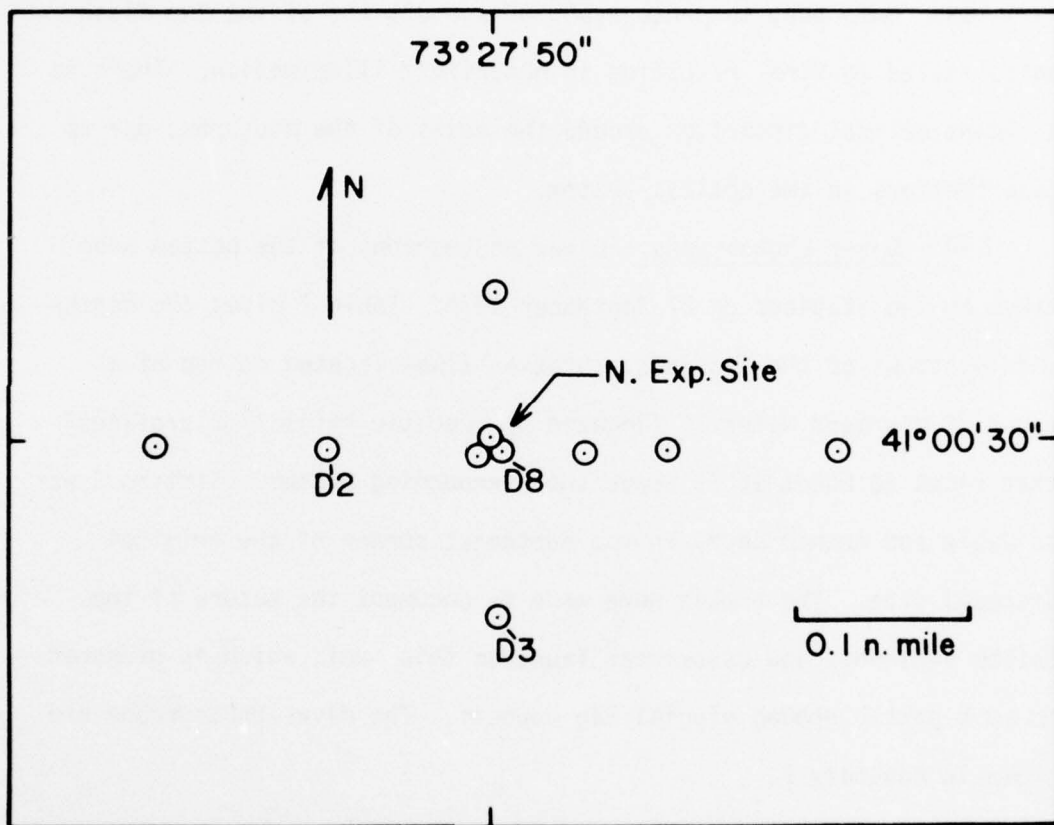 73°27'50"
N
N. Exp. Site
41°00'30"
D2
D8
D3
0.1 n. mile